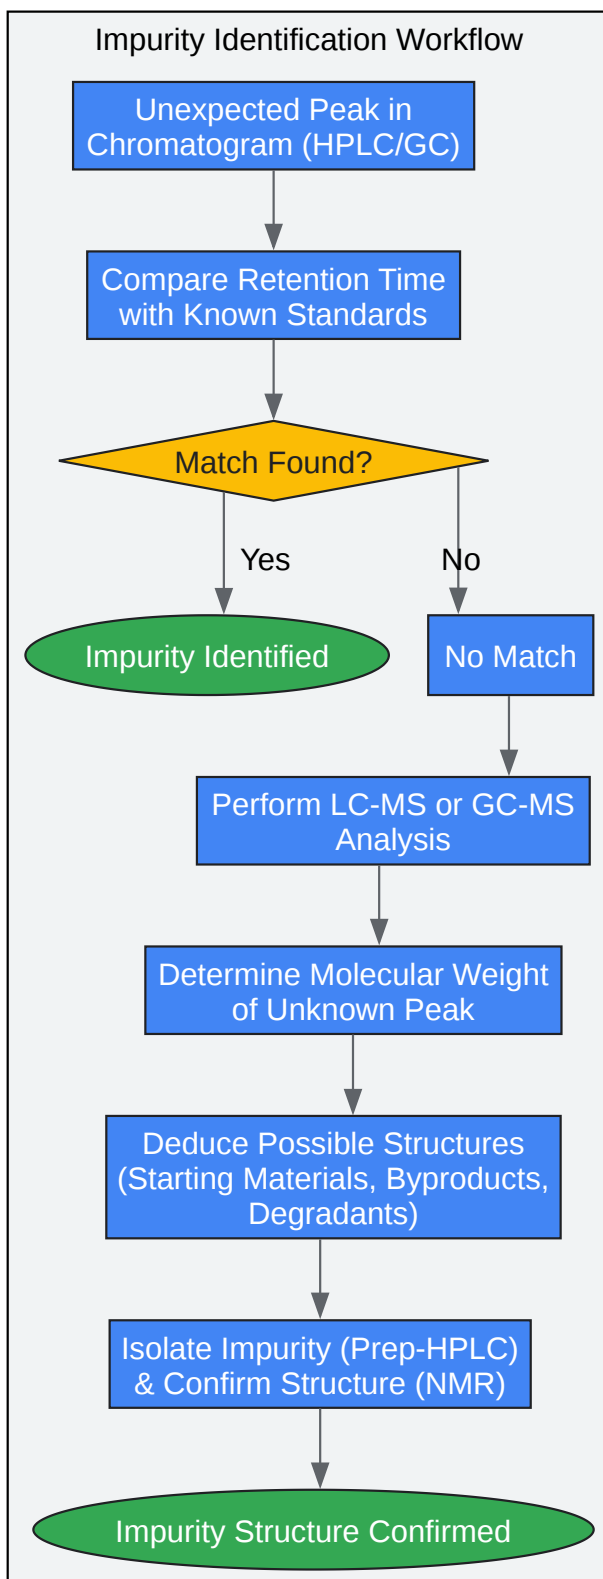 Impurity Identification Workflow
Unexpected Peak in
Chromatogram (HPLC/GC)
Compare Retention Time
with Known Standards
Match Found?
Yes
No
Impurity Identified
No Match
Perform LC-MS or GC-MS
Analysis
Determine Molecular Weight
of Unknown Peak
Deduce Possible Structures
(Starting Materials, Byproducts,
Degradants)
Isolate Impurity (Prep-HPLC)
& Confirm Structure (NMR)
Impurity Structure Confirmed